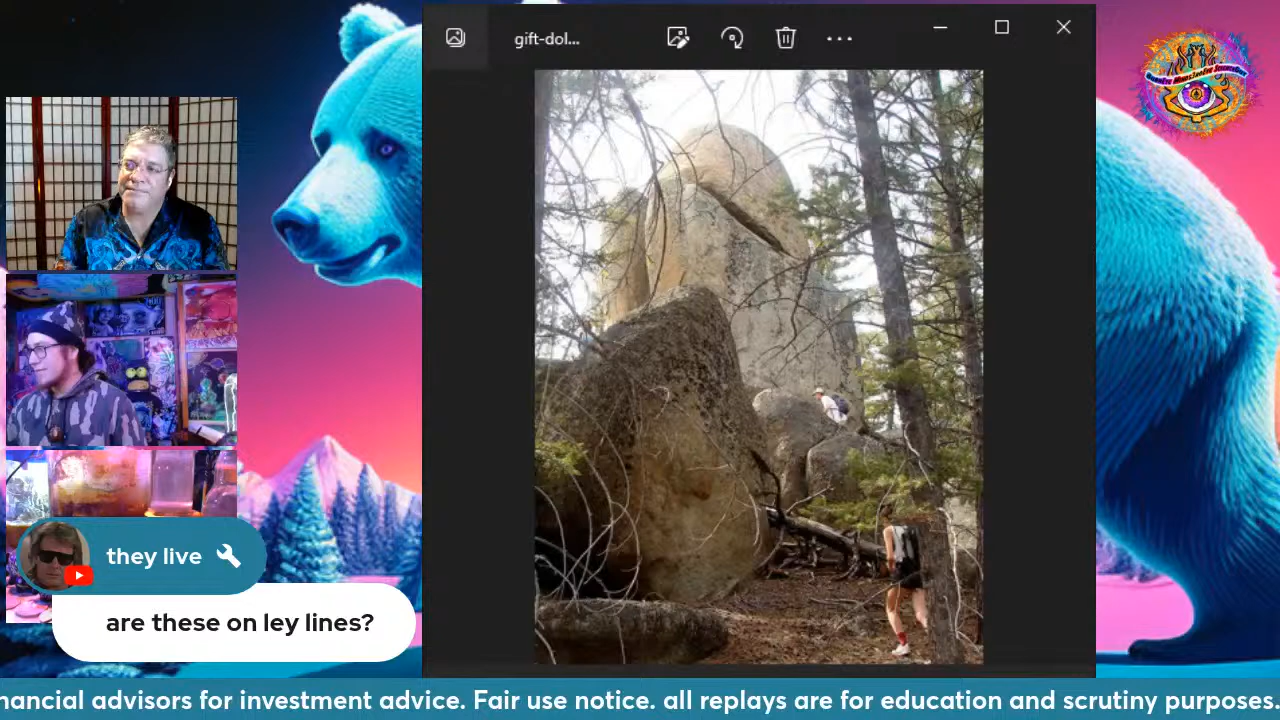 gift-dol...
they live
are these on ley lines?
nancial advisors for investment advice. Fair use notice. all replays are for education and scrutiny purposes.